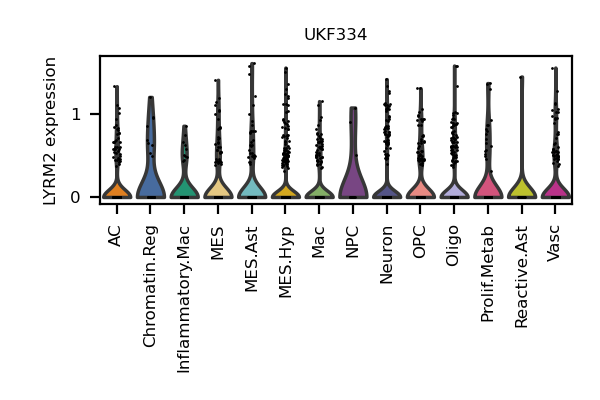 UKF334
LYRM2 expression
1
0
AC
Chromatin.Reg
Inflammatory.Mac
MES
MES.Ast
MES.Hyp
Mac
NPC
Neuron
OPC
Oligo
Prolif.Metab
Reactive.Ast
Vasc